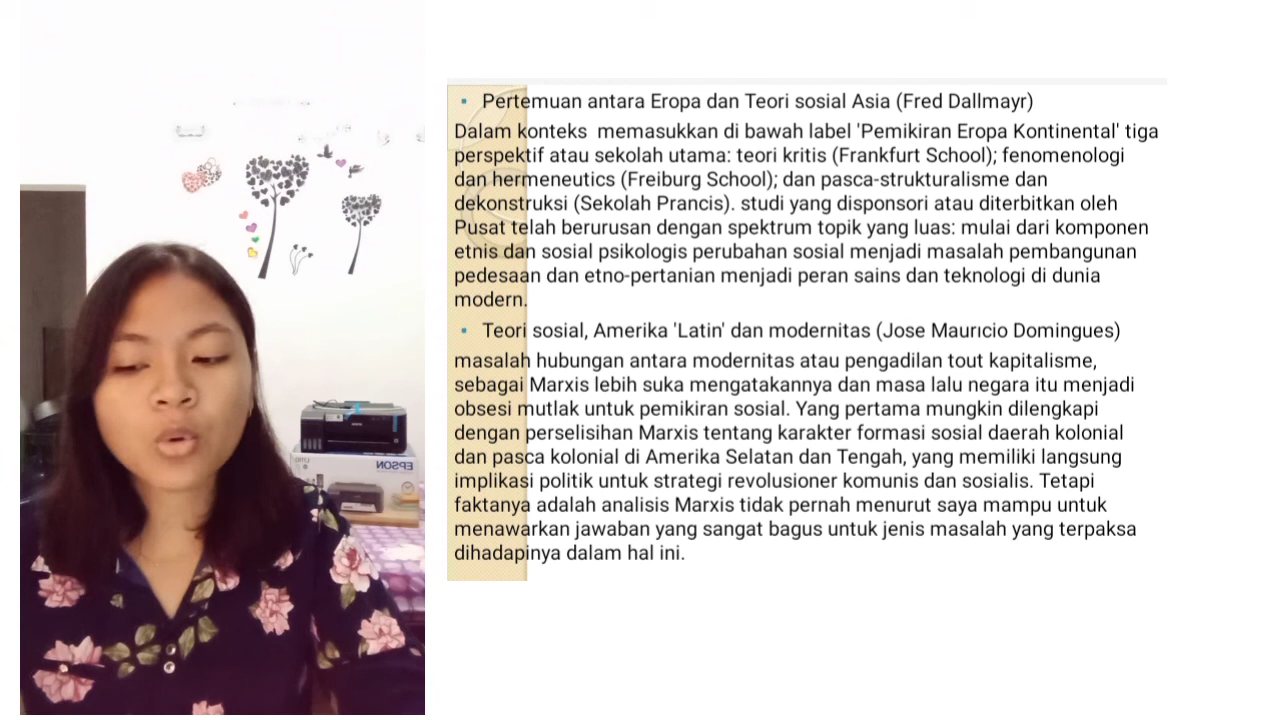 • Pertemuan antara Eropa dan Teori sosial Asia (Fred Dallmayr)
Dalam konteks memasukkan di bawah label 'Pemikiran Eropa Kontinental' tiga
perspektif atau sekolah utama: teori kritis (Frankfurt School); fenomenologi
dan hermeneutics (Freiburg School); dan pasca-strukturalisme dan
dekonstruksi (Sekolah Prancis). studi yang disponsori atau diterbitkan oleh
Pusat telah berurusan dengan spektrum topik yang luas: mulai dari komponen
etnis dan sosial psikologis perubahan sosial menjadi masalah pembangunan
pedesaan dan etno-pertanian menjadi peran sains dan teknologi di dunia
modern.
• Teori sosial, Amerika 'Latin' dan modernitas (Jose Maurıcio Domingues)
masalah hubungan antara modernitas atau pengadilan tout kapitalisme,
sebagai Marxis lebih suka mengatakannya dan masa lalu negara itu menjadi
obsesi mutlak untuk pemikiran sosial. Yang pertama mungkin dilengkapi
dengan perselisihan Marxis tentang karakter formasi sosial daerah kolonial
dan pasca kolonial di Amerika Selatan dan Tengah, yang memiliki langsung
implikasi politik untuk strategi revolusioner komunis dan sosialis. Tetapi
faktanya adalah analisis Marxis tidak pernah menurut saya mampu untuk
menawarkan jawaban yang sangat bagus untuk jenis masalah yang terpaksa
dihadapinya dalam hal ini.
EPSON